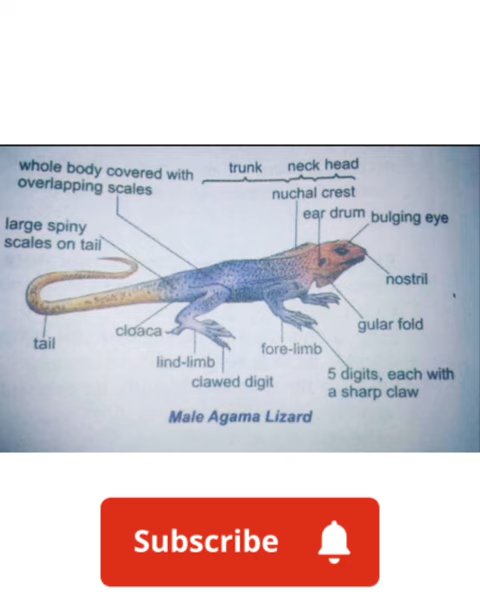 whole body covered with
overlapping scales
trunk
neck head
nuchal crest
ear drum
bulging eye
large spiny
scales on tail
nostril
gular fold
cloaca
tail
lind-limb
fore-limb
clawed digit
5 digits, each with
a sharp claw
Male Agama Lizard
Subscribe